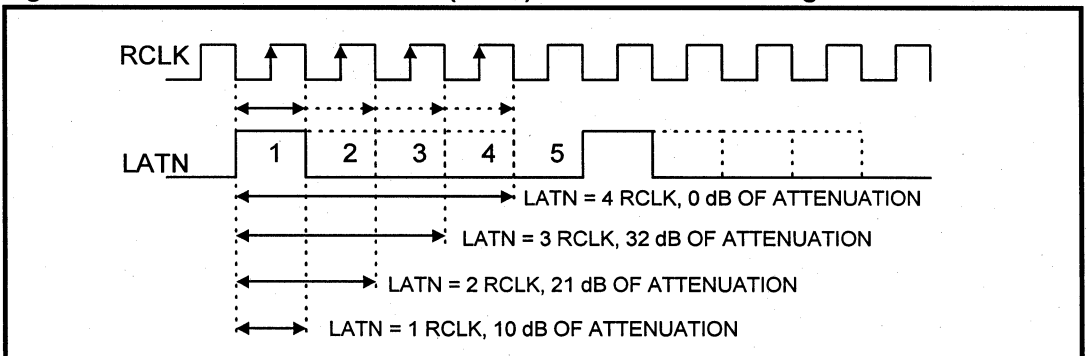 RCLK
LATN
1 2 3 4 5
LATN = 4 RCLK, 0 dB OF ATTENUATION
LATN = 3 RCLK, 32 dB OF ATTENUATION
LATN = 2 RCLK, 21 dB OF ATTENUATION
LATN = 1 RCLK, 10 dB OF ATTENUATION